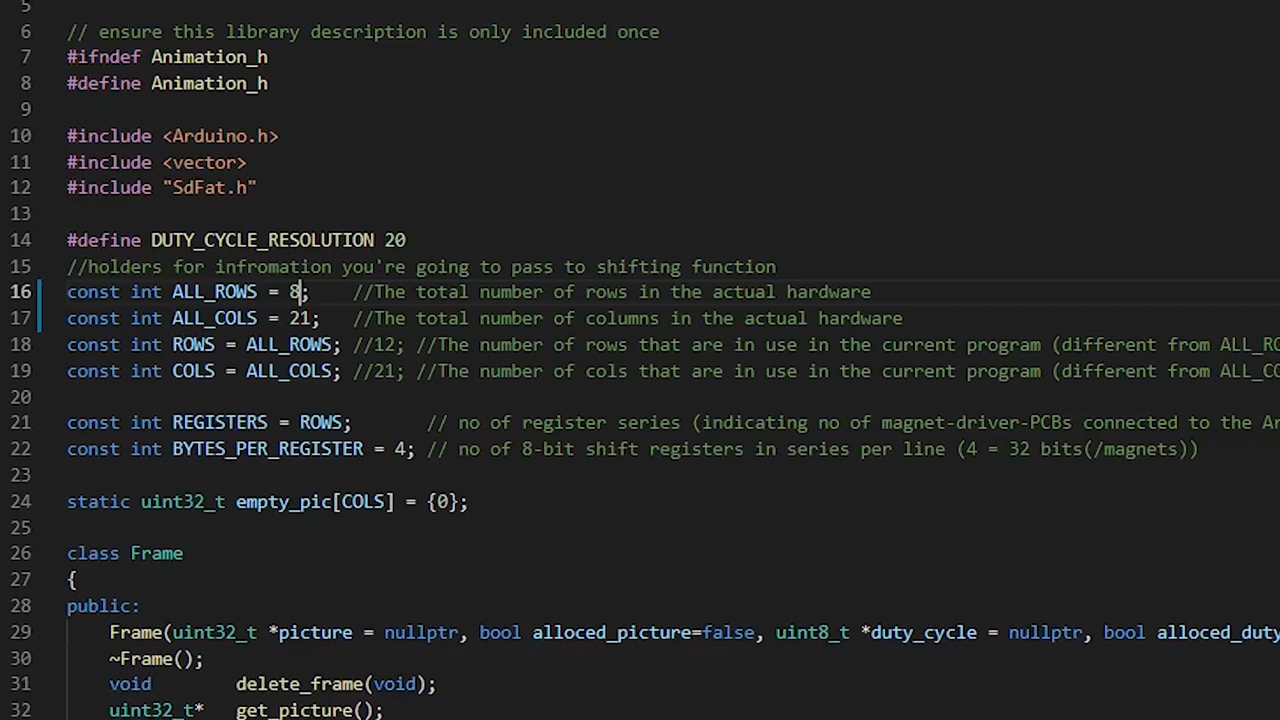 5
6 // ensure this library description is only included once
7 #ifndef Animation_h
8 #define Animation_h
9
10 #include <Arduino.h>
11 #include <vector>
12 #include "SdFat.h"
13
14 #define DUTY_CYCLE_RESOLUTION 20
15 //holders for infromation you're going to pass to shifting function
16 const int ALL_ROWS = 8; //The total number of rows in the actual hardware
17 const int ALL_COLS = 21; //The total number of columns in the actual hardware
18 const int ROWS = ALL_ROWS; //12; //The number of rows that are in use in the current program (different from ALL_RO
19 const int COLS = ALL_COLS; //21; //The number of cols that are in use in the current program (different from ALL_CO
20
21 const int REGISTERS = ROWS; // no of register series (indicating no of magnet-driver-PCBs connected to the Ar
22 const int BYTES_PER_REGISTER = 4; // no of 8-bit shift registers in series per line (4 = 32 bits(/magnets))
23
24 static uint32_t empty_pic[COLS] = {0};
25
26 class Frame
27 {
28 public:
29 Frame(uint32_t *picture = nullptr, bool alloced_picture=false, uint8_t *duty_cycle = nullptr, bool alloced_duty
30 ~Frame();
31 void delete_frame(void);
32 uint32_t* get_picture();